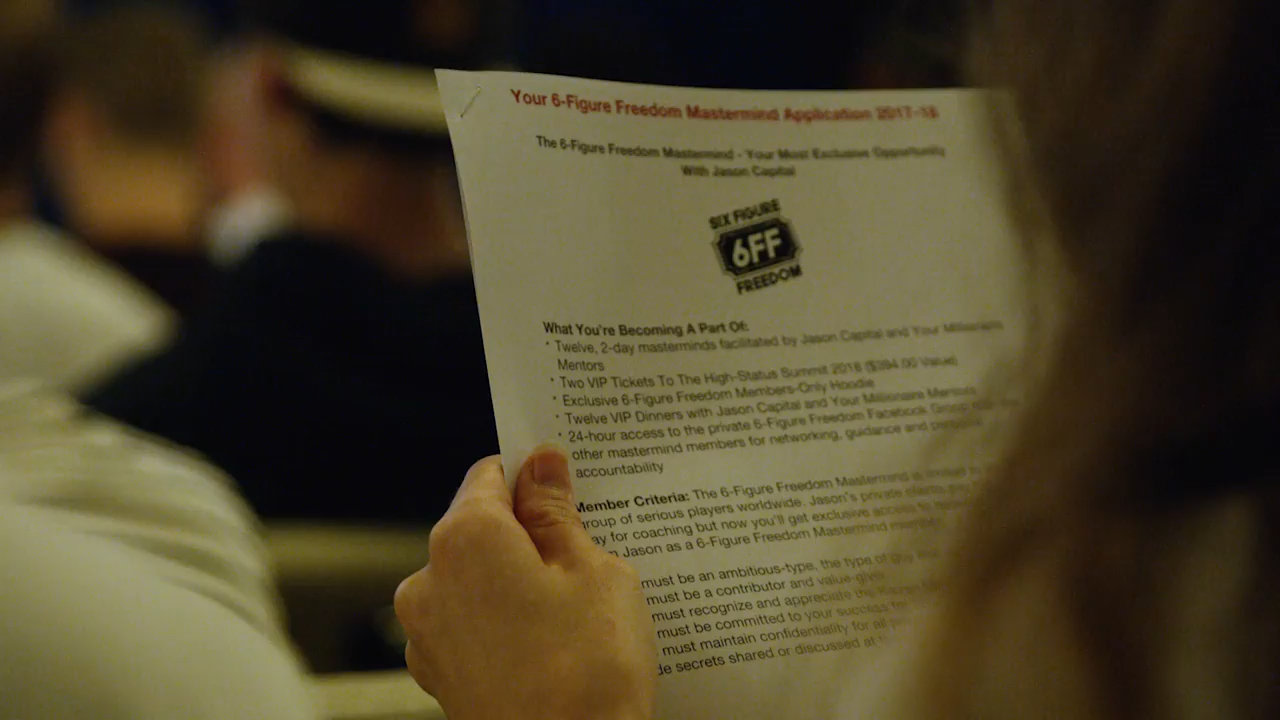 Your 6-Figure Freedom Mastermind Application 2017-18
The 6-Figure Freedom Mastermind - Your Most Exclusive Opportunity
With Jason Capital
SIX FIGURE
6FF
FREEDOM
What You're Becoming A Part Of:
* Twelve, 2-day masterminds facilitated by Jason Capital and Your Millionaire
Mentors
* Two VIP Tickets To The High-Status Summit 2018 ($394.00 Value)
* Exclusive 6-Figure Freedom Members-Only Hoodie
* Twelve VIP Dinners with Jason Capital and Your Millionaire Mentors
* 24-hour access to the private 6-Figure Freedom Facebook Group
other mastermind members for networking, guidance and
accountability
Member Criteria: The 6-Figure Freedom Mastermind is limited to
group of serious players worldwide. Jason's private clients
ay for coaching but now you'll get exclusive access to
Jason as a 6-Figure Freedom Mastermind member.
must be an ambitious-type, the type of guy
must be a contributor and value-giver
must recognize and appreciate the
must be committed to your success
must maintain confidentiality for all
de secrets shared or discussed at